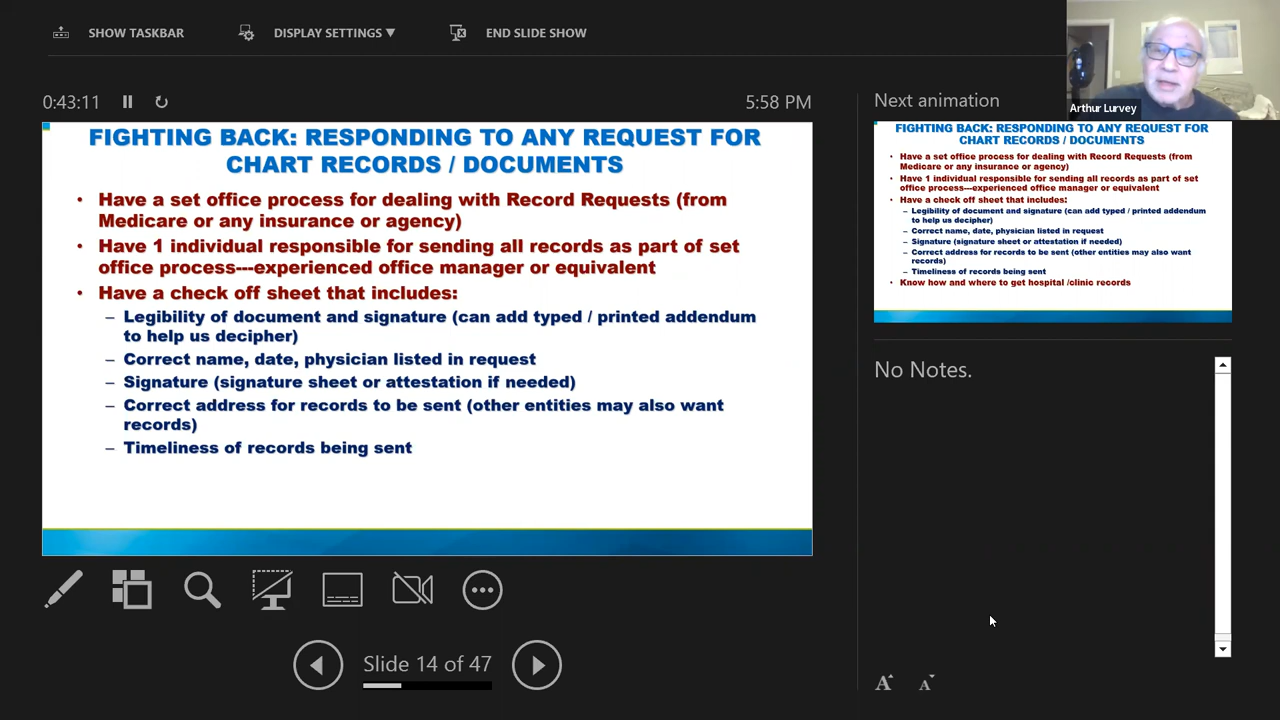 SHOW TASKBAR
DISPLAY SETTINGS ▼
END SLIDE SHOW
0:43:11
5:58 PM
FIGHTING BACK: RESPONDING TO ANY REQUEST FOR
CHART RECORDS / DOCUMENTS
• Have a set office process for dealing with Record Requests (from
Medicare or any insurance or agency)
• Have 1 individual responsible for sending all records as part of set
office process---experienced office manager or equivalent
• Have a check off sheet that includes:
– Legibility of document and signature (can add typed / printed addendum
to help us decipher)
– Correct name, date, physician listed in request
– Signature (signature sheet or attestation if needed)
– Correct address for records to be sent (other entities may also want
records)
– Timeliness of records being sent
Slide 14 of 47
Arthur Lurvey
Next animation
FIGHTING BACK: RESPONDING TO ANY REQUEST FOR
CHART RECORDS / DOCUMENTS
• Have a set office process for dealing with Record Requests (from
Medicare or any insurance or agency)
• Have 1 individual responsible for sending all records as part of set
office process---experienced office manager or equivalent
• Have a check off sheet that includes:
– Legibility of document and signature (can add typed / printed addendum
to help us decipher)
– Correct name, date, physician listed in request
– Signature (signature sheet or attestation if needed)
– Correct address for records to be sent (other entities may also want
records)
– Timeliness of records being sent
• Know how and where to get hospital /clinic records
No Notes.
A A